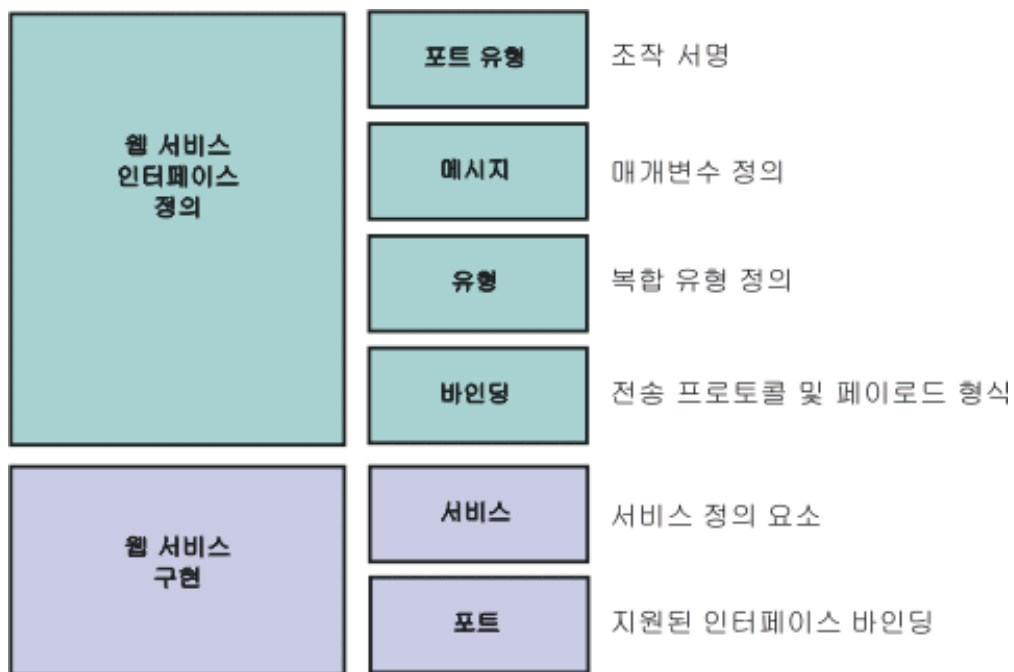 웹 서비스
인터페이스
정의
포트 유형
조작 서명
메시지
매개변수 정의
유형
복합 유형 정의
바인딩
전송 프로토콜 및 페이로드 형식
웹 서비스
구현
서비스
서비스 정의 요소
포트
지원된 인터페이스 바인딩